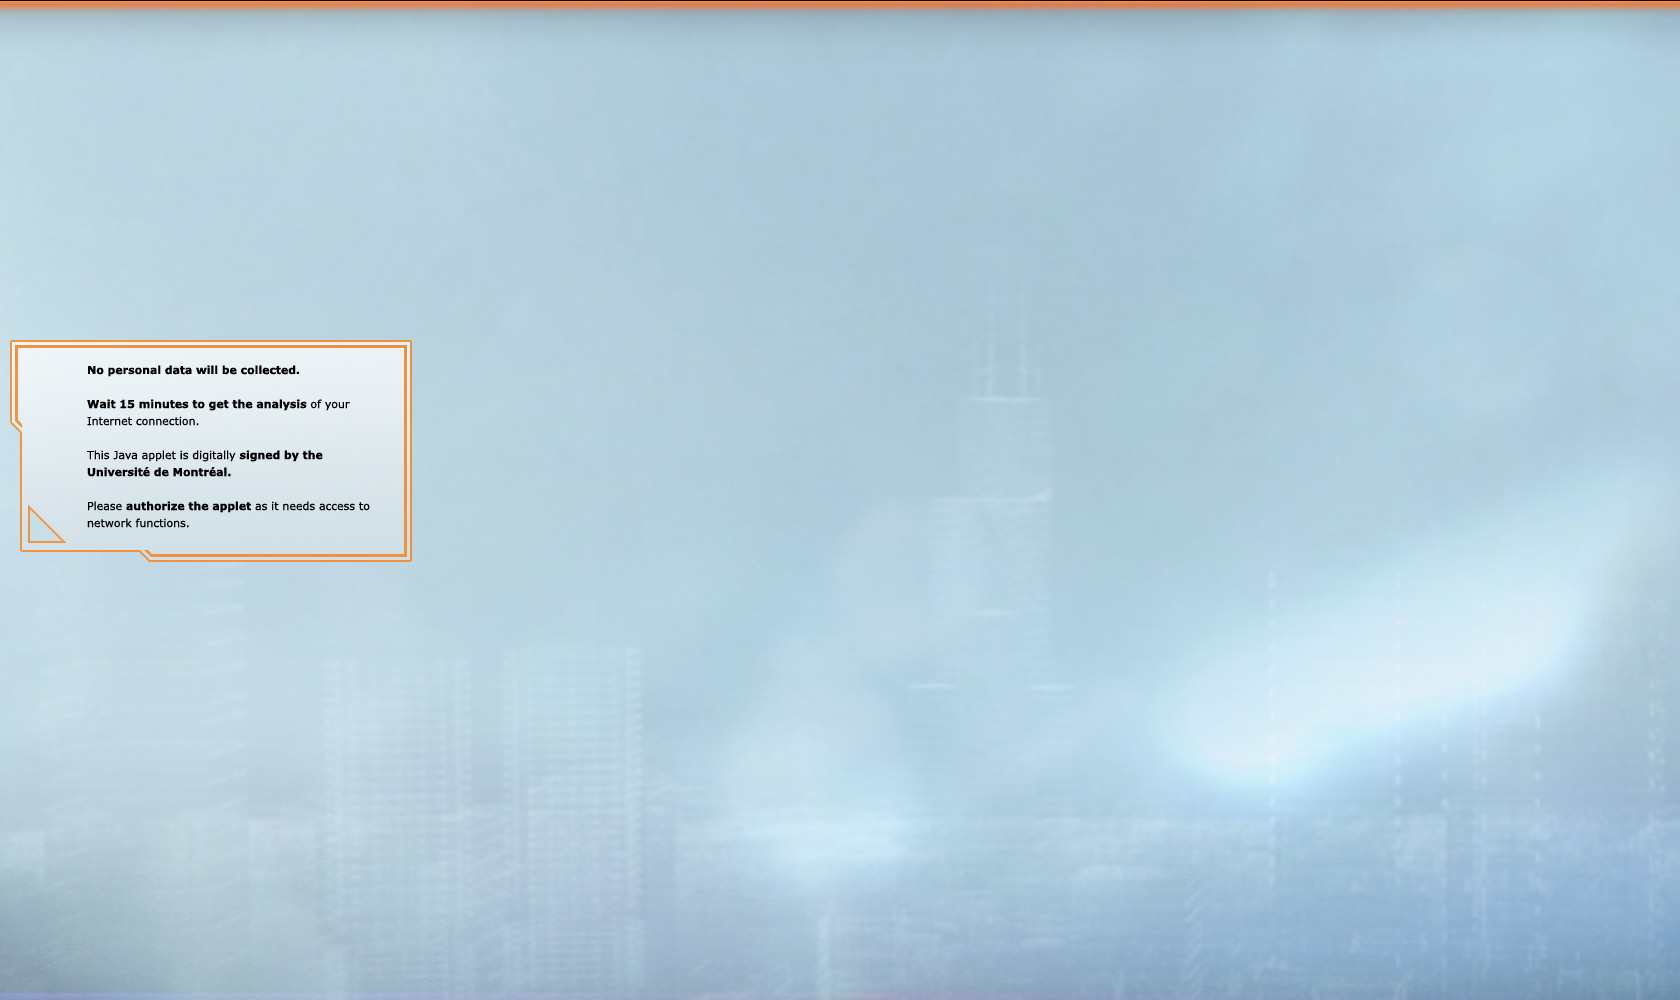 No personal data will be collected.
Wait 15 minutes to get the analysis of your
Internet connection.
This Java applet is digitally signed by the
Université de Montréal.
Please authorize the applet as it needs access to
network functions.